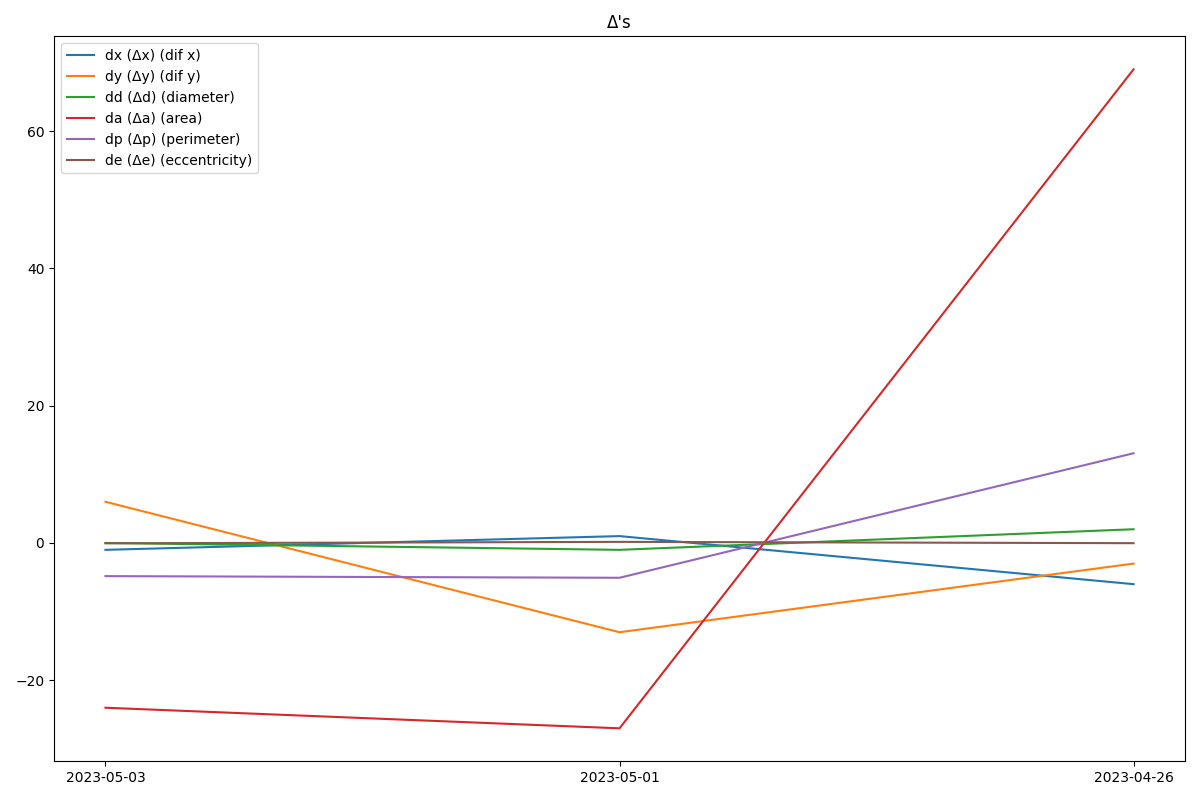 Δ's
dx (Δx) (dif x)
dy (Δy) (dif y)
dd (Δd) (diameter)
da (Δa) (area)
dp (Δp) (perimeter)
de (Δe) (eccentricity)
60
40
20
0
−20
2023-05-03
2023-05-01
2023-04-26